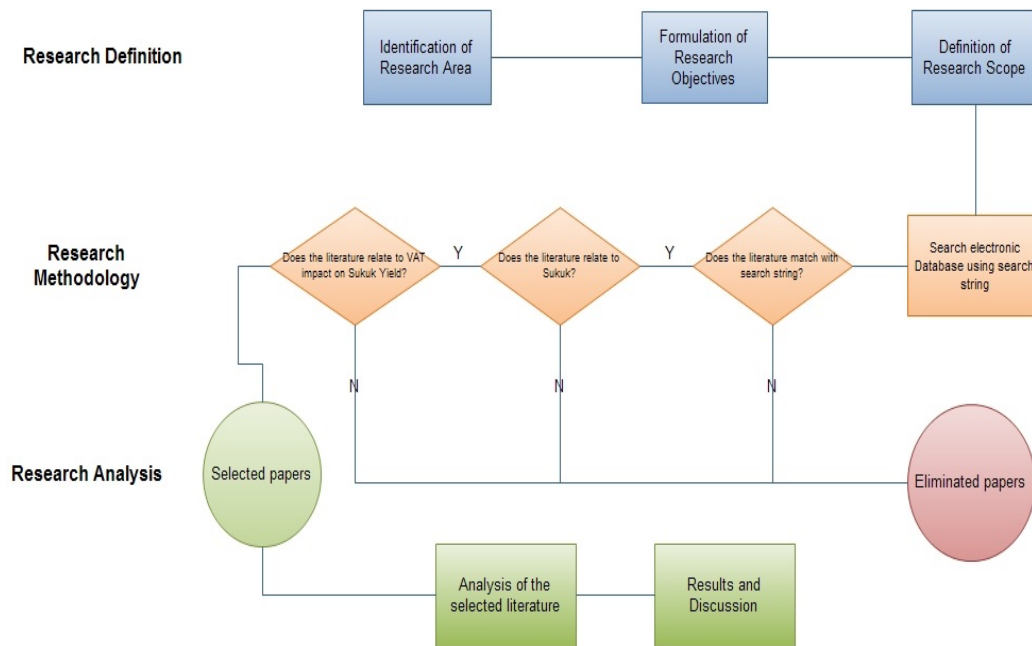 Research Definition
Identification of
Research Area
Formulation of
Research
Objectives
Definition of
Research Scope
Research
Methodology
Does the literature relate to VAT
impact on Sukuk Yield?
Y
Does the literature relate to
Sukuk?
Y
Does the literature match with
search string?
Search electronic
Database using search
string
N
N
N
Research Analysis
Selected papers
Eliminated papers
Analysis of the
selected literature
Results and
Discussion